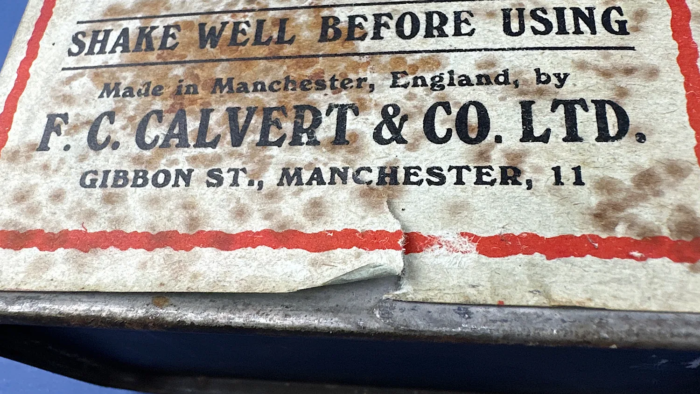 SHAKE WELL BEFORE USING
Made in Manchester, England, by
F. C. CALVERT & CO. LTD.
GIBBON ST., MANCHESTER, 11